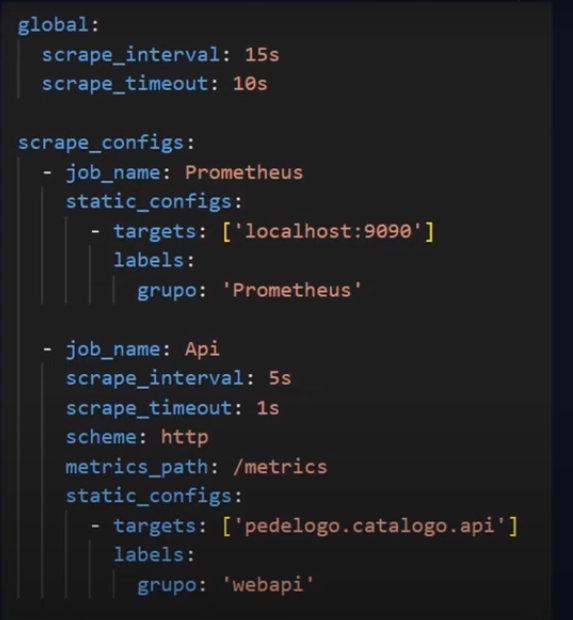 global:
  scrape_interval: 15s
  scrape_timeout: 10s

scrape_configs:
  - job_name: Prometheus
    static_configs:
      - targets: ['localhost:9090']
        labels:
          grupo: 'Prometheus'

  - job_name: Api
    scrape_interval: 5s
    scrape_timeout: 1s
    scheme: http
    metrics_path: /metrics
    static_configs:
      - targets: ['pedelogo.catalogo.api']
        labels:
          grupo: 'webapi'